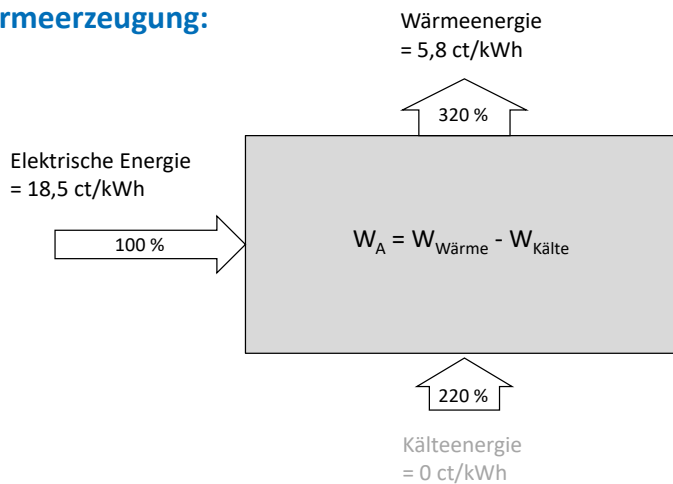 rmeerzeugung:
Wärmeenergie
= 5,8 ct/kWh
320 %
Elektrische Energie
= 18,5 ct/kWh
100 %
W_A = W_Wärme - W_Kälte
220 %
Kälteenergie
= 0 ct/kWh